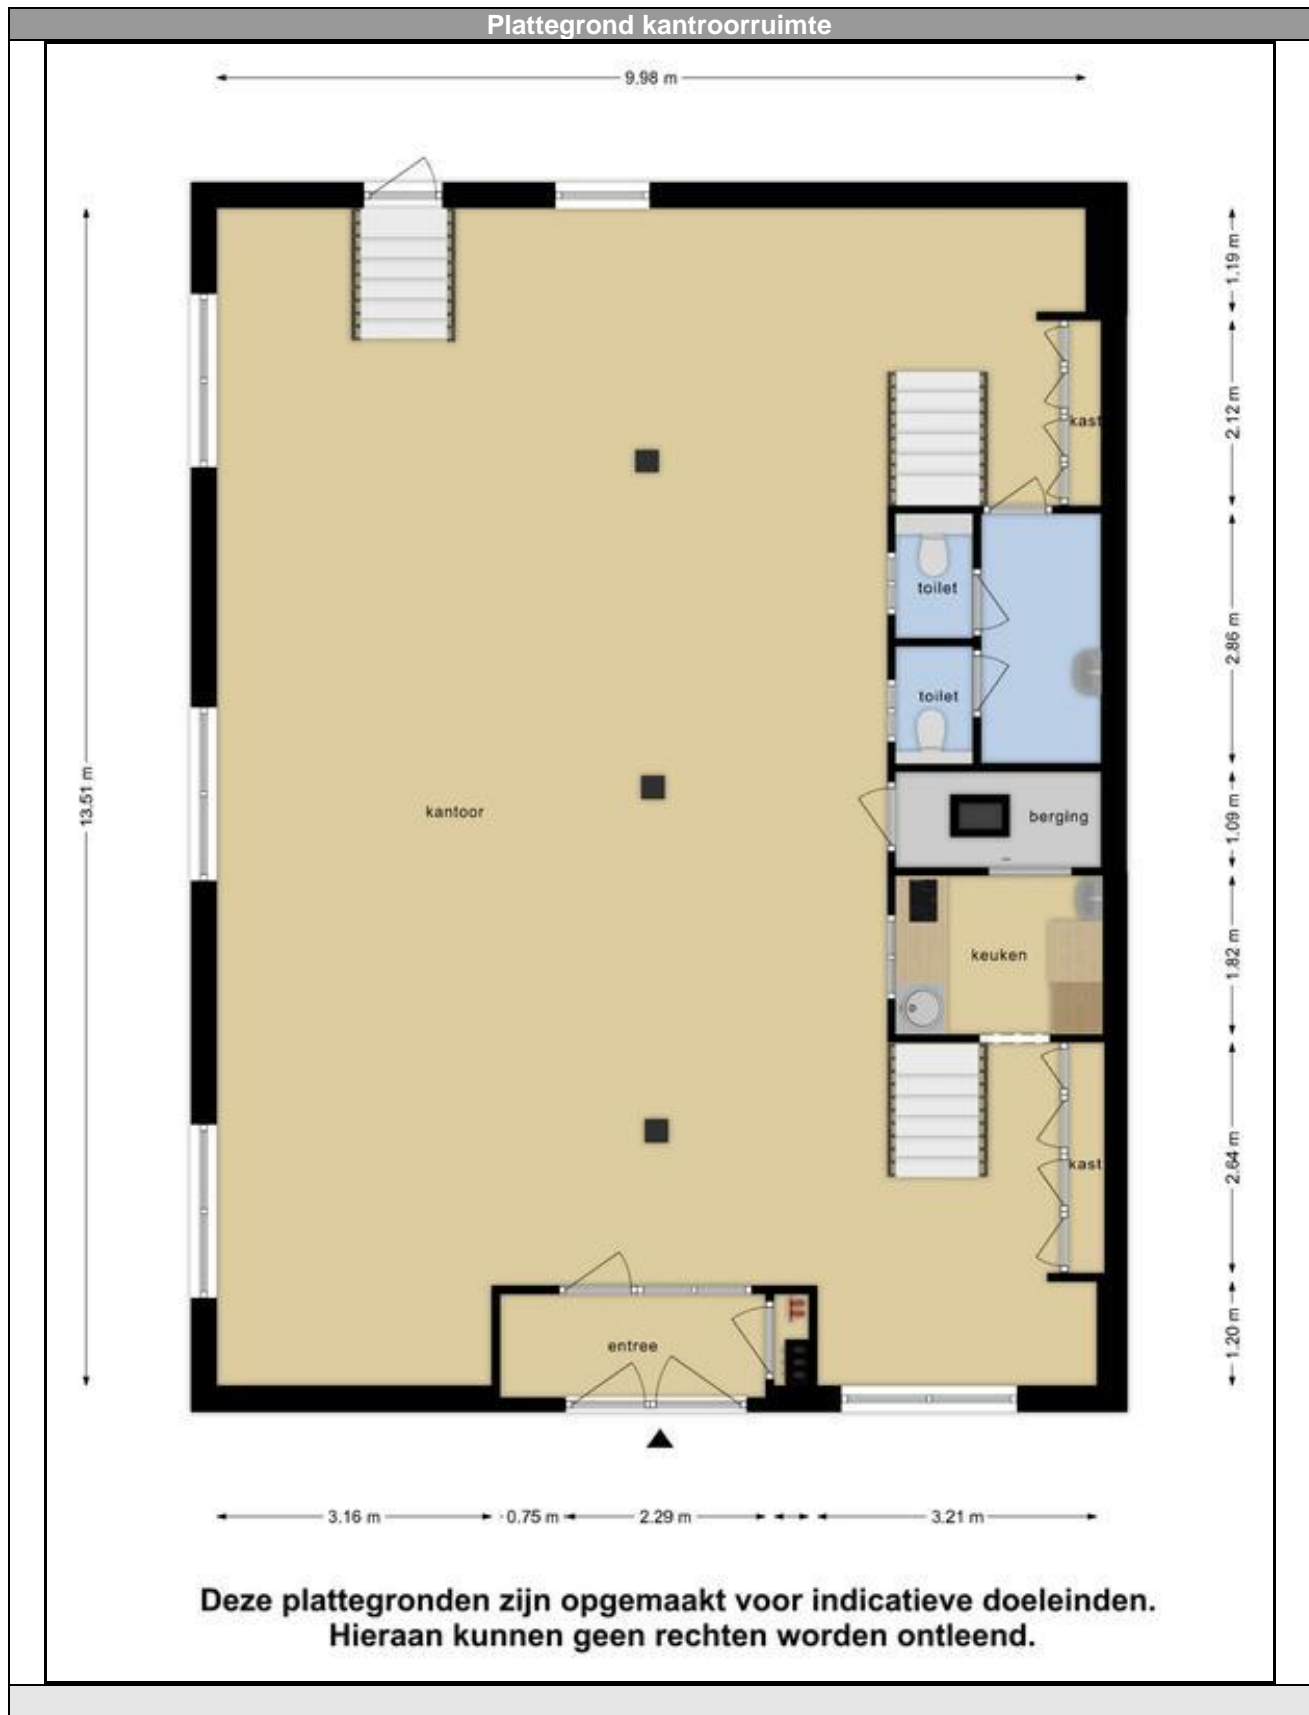 Plattegrond kantroorruimte
9.98 m
1.19 m
2.12 m
kast
toilet
2.86 m
toilet
13.51 m
kantoor
berging
1.09 m
keuken
1.82 m
kast
2.64 m
entree
1.20 m
3.16 m
0.75 m
2.29 m
3.21 m
Deze plattegronden zijn opgemaakt voor indicatieve doeleinden.
Hieraan kunnen geen rechten worden ontleend.